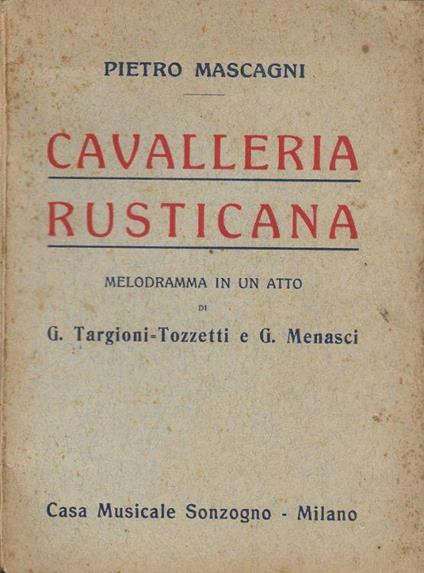 PIETRO MASCAGNI
CAVALLERIA
RUSTICANA
MELODRAMMA IN UN ATTO
DI
G. Targioni=Tozzetti e G. Menasci
Casa Musicale Sonzogno - Milano